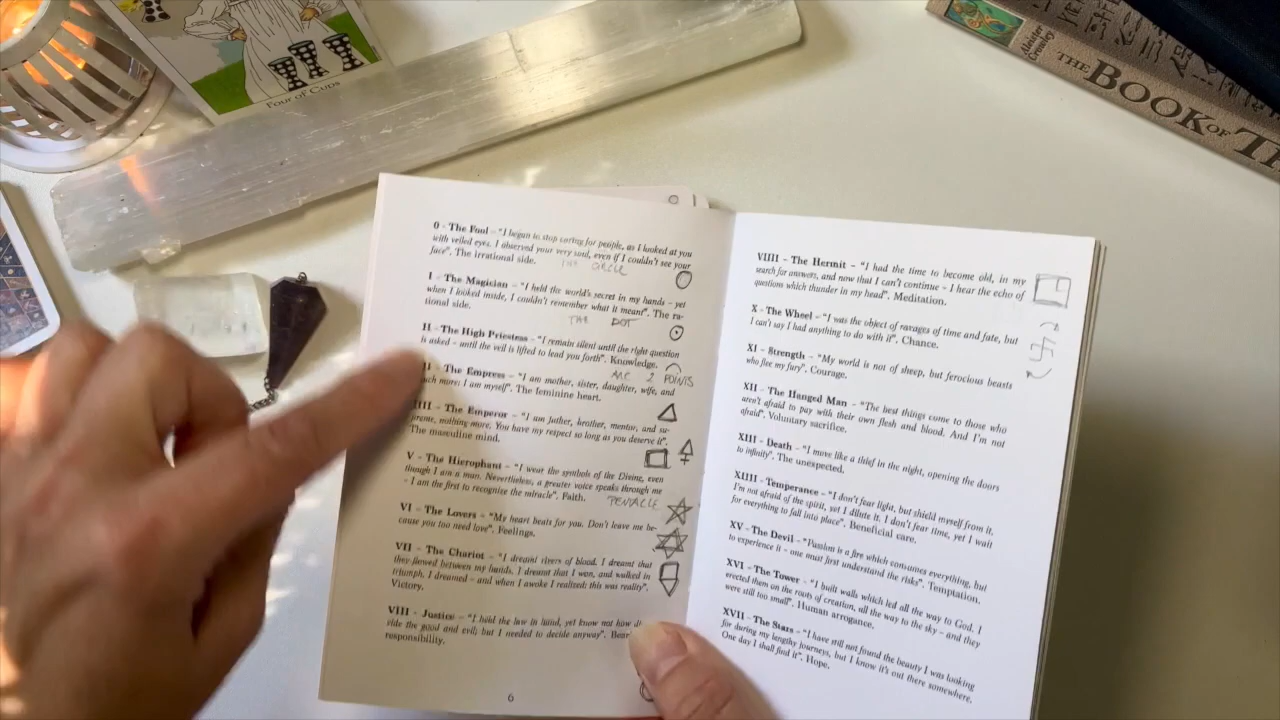 Four of Cups
Aleister
Crowley
THE BOOK OF
0 - The Fool - "I began to stop caring for people, as I looked at you
with veiled eyes. I observed your very soul, even if I couldn't see your
face". The irrational side.
THE CIRCLE
I - The Magician - "I held the world's secret in my hands - yet
when I looked inside, I couldn't remember what it meant". The ra-
tional side.
THE DOT
II - The High Priestess - "I remain silent until the right question
is asked - until the veil is lifted to lead you forth". Knowledge.
2 POINTS
- The Empress - "I am mother, sister, daughter, wife, and
much more: I am myself". The feminine heart.
IIII - The Emperor - "I am father, brother, mentor, and su-
preme, nothing more. You have my respect so long as you deserve it".
The masculine mind.
V - The Hierophant - "I wear the symbols of the Divine, even
though I am a man. Nevertheless, a greater voice speaks through me
- I am the first to recognize the miracle". Faith.
PENTACLE
VI - The Lovers - "My heart beats for you. Don't leave me be-
cause you too need love". Feelings.
VII - The Chariot - "I dreamt rivers of blood. I dreamt that
they flowed between my hands. I dreamt that I won, and walked in
triumph. I dreamed - and when I awoke I realized: this was reality".
Victory.
VIII - Justice - "I held the law in hand, yet know not how
vide the good and evil; but I needed to decide anyway".
responsibility.
6
VIIII - The Hermit - "I had the time to become old, in my
search for answers, and now that I can't continue - I hear the echo of
questions which thunder in my head". Meditation.
X - The Wheel - "I was the object of ravages of time and fate, but
I can't say I had anything to do with it". Chance.
XI - Strength - "My world is not of sheep, but ferocious beasts
who flee my fury". Courage.
XII - The Hanged Man - "The best things come to those who
aren't afraid to pay with their own flesh and blood. And I'm not
afraid". Voluntary sacrifice.
XIII - Death - "I move like a thief in the night, opening the doors
to infinity". The unexpected.
XIIII - Temperance - "I don't fear light, but shield myself from it.
I'm not afraid of the spirit, yet I dilute it. I don't fear time, yet I wait
for everything to fall into place". Beneficial care.
XV - The Devil - "Passion is a fire which consumes everything, but
to experience it - one must first understand the risks". Temptation.
XVI - The Tower - "I built walls which led all the way to God. I
erected them on the roots of creation, all the way to the sky - and they
were still too small". Human arrogance.
XVII - The Stars - "I have still not found the beauty I was looking
for during my lengthy journeys, but I know it's out there somewhere.
One day I shall find it". Hope.